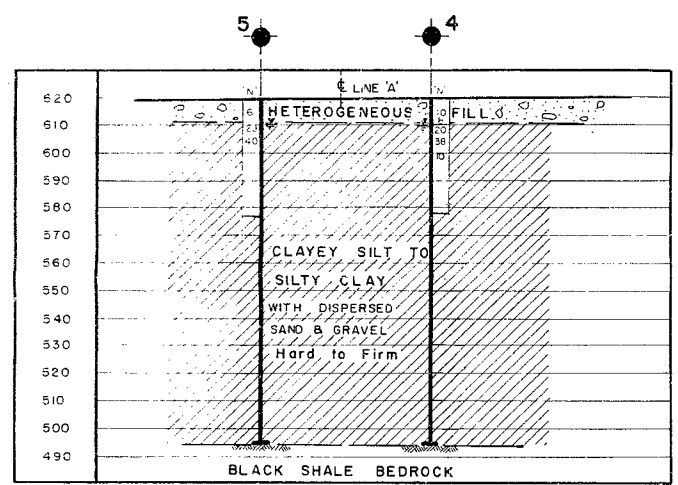 5 4
℄ LINE 'A'
'N' 'N'
620
HETEROGENEOUS FILL
6 10
610
23 20
40 38
600
10
590
580
570
CLAYEY SILT TO
560
SILTY CLAY
550
WITH DISPERSED
540
SAND & GRAVEL
530
Hard to Firm
520
510
500
490
BLACK SHALE BEDROCK